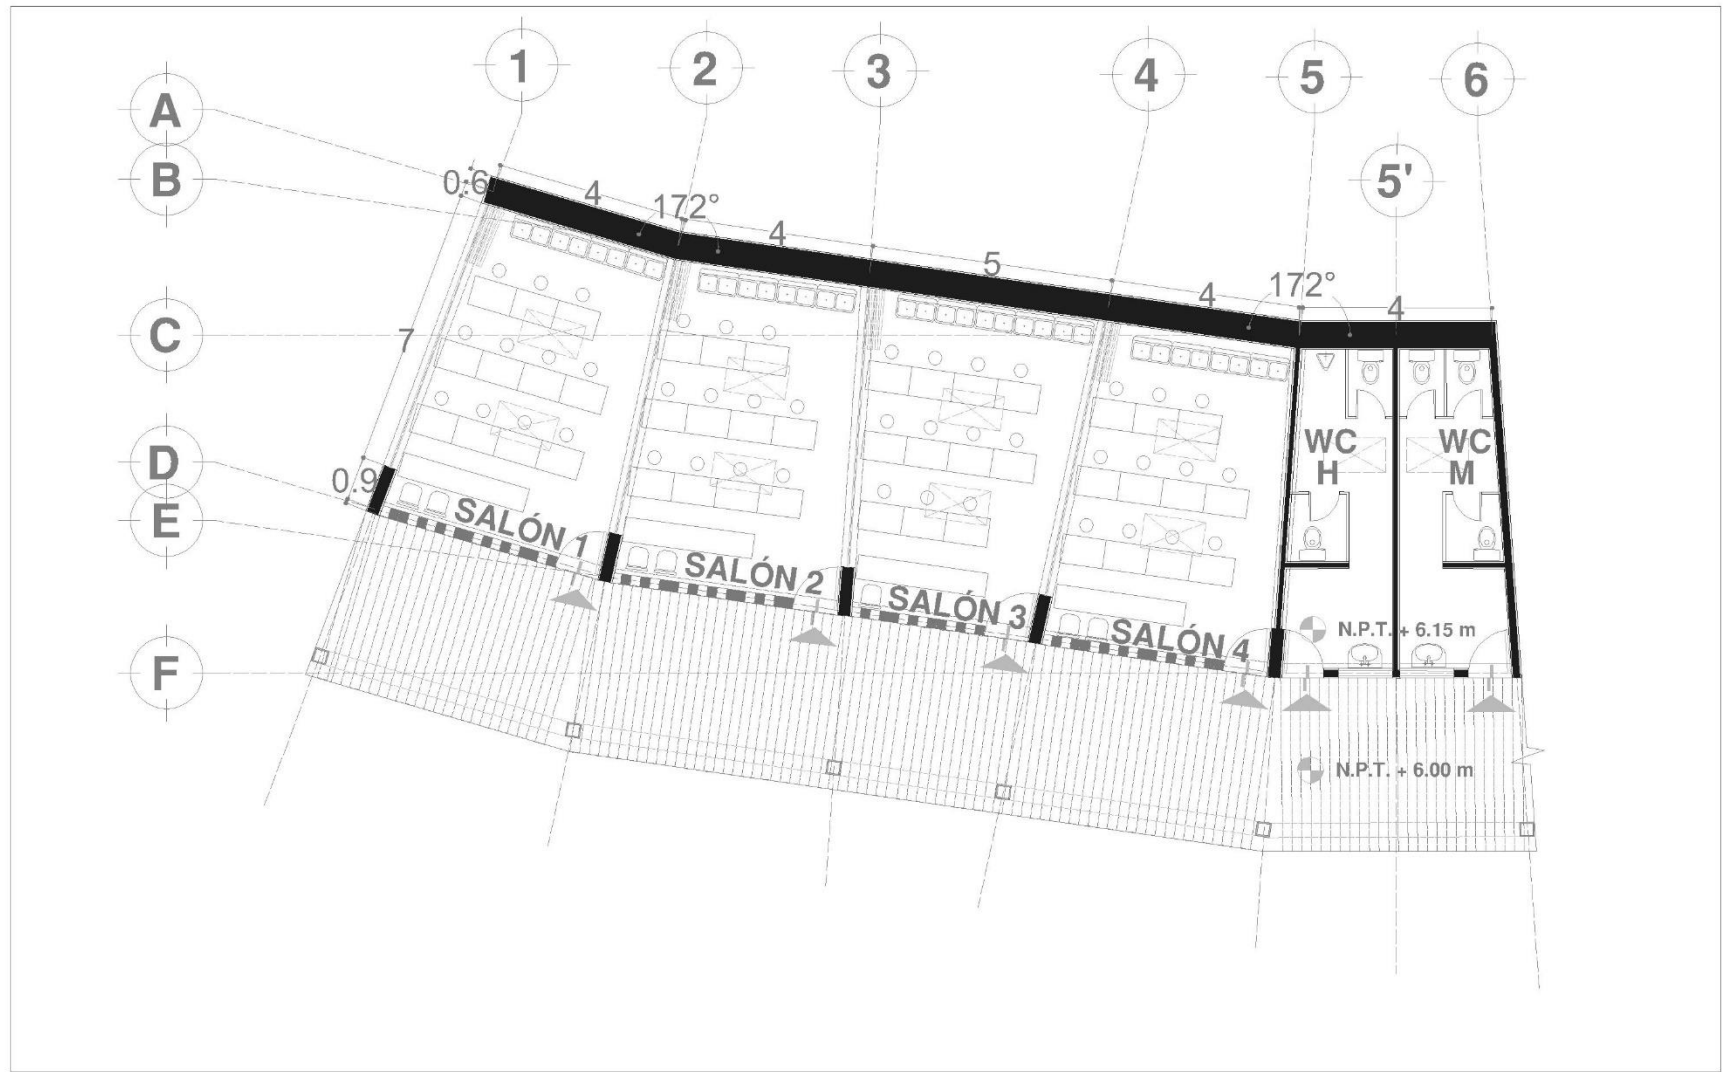 1
2
3
4
5
6
A
B
5'
0.6
4
172°
4
5
4
172°
4
C
7
WC
H
WC
M
D
0.9
E
SALÓN 1
SALÓN 2
SALÓN 3
SALÓN 4
N.P.T. + 6.15 m
F
N.P.T. + 6.00 m